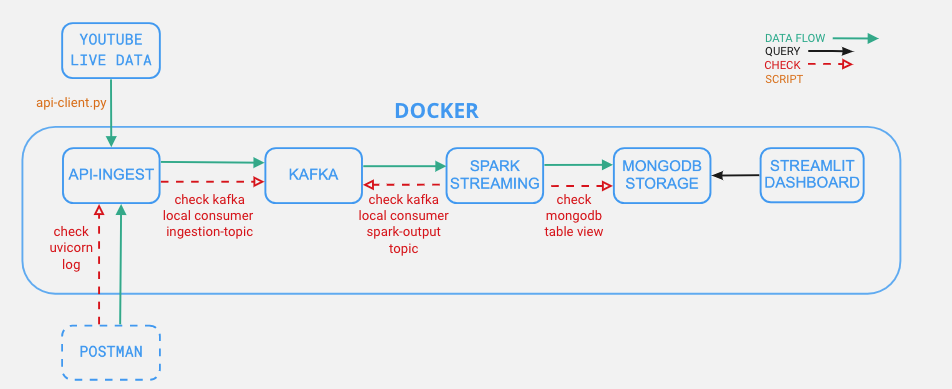 YOUTUBE
LIVE DATA
DATA FLOW
QUERY
CHECK
SCRIPT
api-client.py
DOCKER
API-INGEST
KAFKA
SPARK
STREAMING
MONGODB
STORAGE
STREAMLIT
DASHBOARD
check kafka
local consumer
ingestion-topic
check kafka
local consumer
spark-output
topic
check
mongodb
table view
check
uvicorn
log
POSTMAN